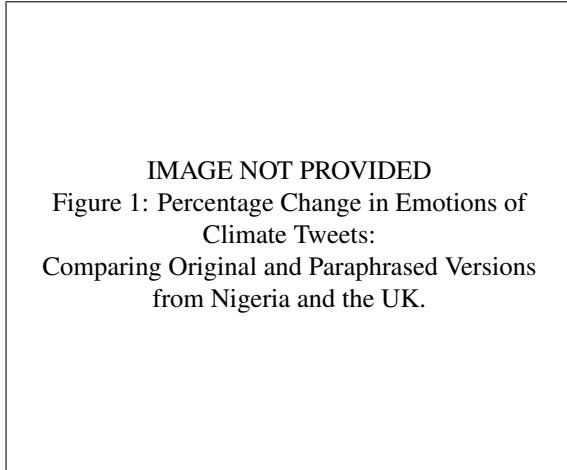 IMAGE NOT PROVIDED
Figure 1: Percentage Change in Emotions of
Climate Tweets:
Comparing Original and Paraphrased Versions
from Nigeria and the UK.